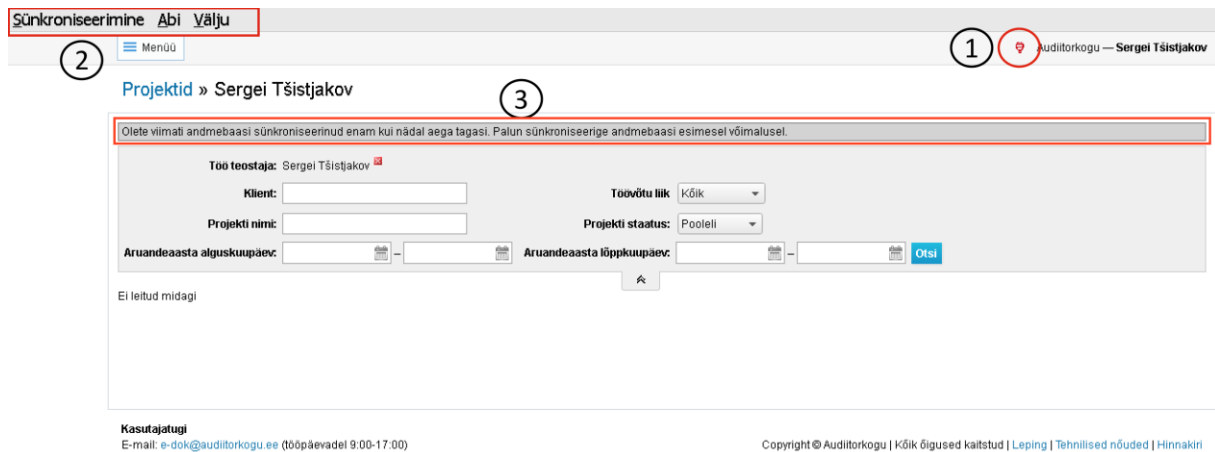 Sünkroniseerimine Abi Välju
2 Menüü 1 Audiitorkogu — Sergei Tšistjakov
Projektid » Sergei Tšistjakov
3
Olete viimati andmebaasi sünkroniseerinud enam kui nädal aega tagasi. Palun sünkroniseerige andmebaasi esimesel võimalusel.
Töö teostaja: Sergei Tšistjakov
Klient: Töövõtu liik Kõik
Projekti nimi: Projekti staatus: Pooleli
Aruandeaasta alguskuupäev: – Aruandeaasta lõppkuupäev: – Otsi
Ei leitud midagi
Kasutajatugi
E-mail: e-dok@audiitorkogu.ee (tööpäevadel 9:00-17:00) Copyright © Audiitorkogu | Kõik õigused kaitstud | Leping | Tehnilised nõuded | Hinnakiri